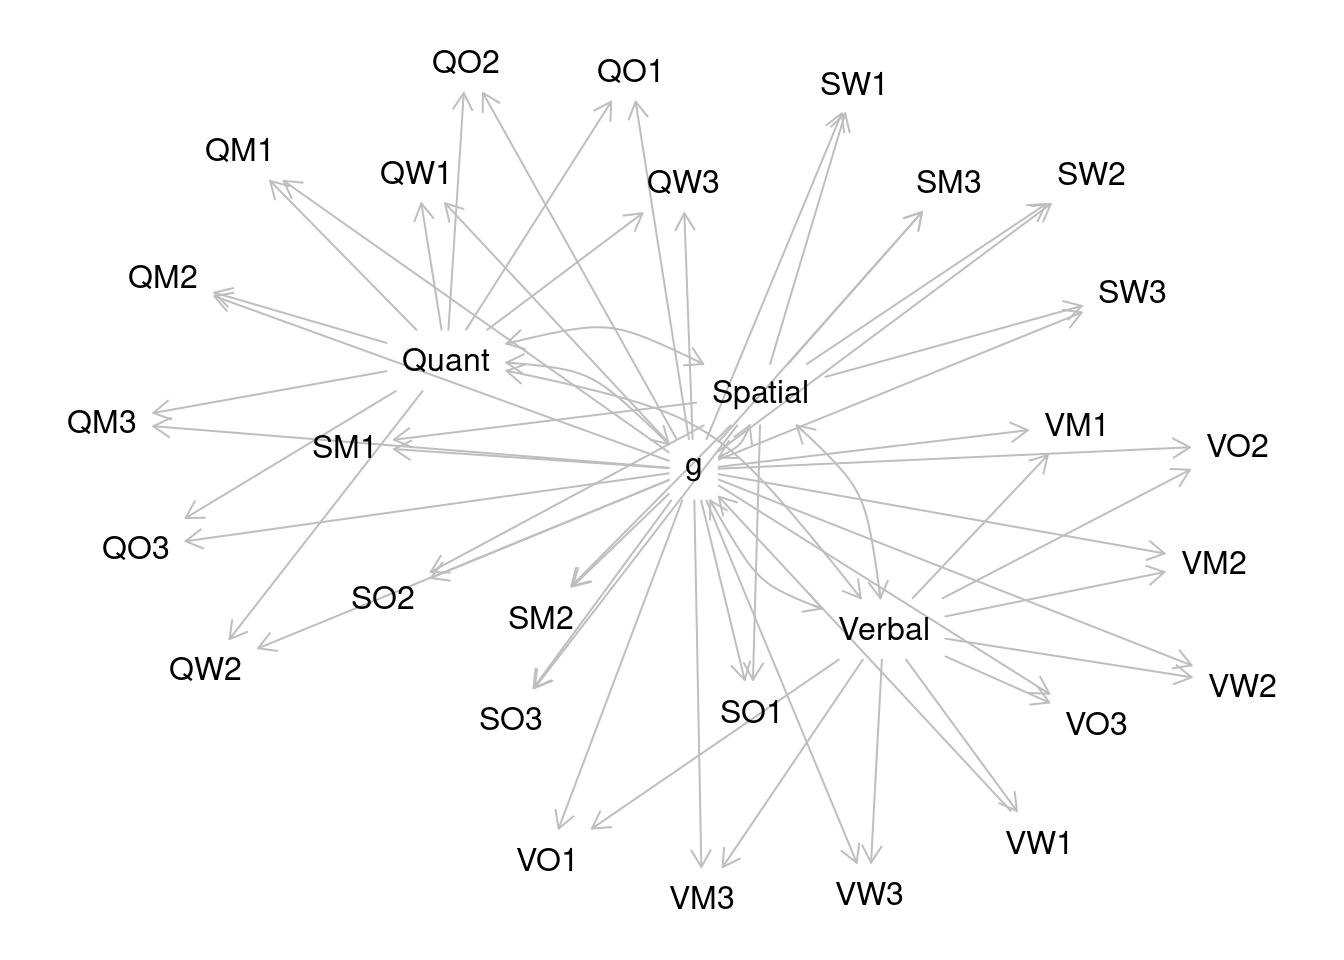 QO2
QO1
SW1
QM1
QW1
QW3
SM3
SW2
QM2
SW3
Quant
Spatial
QM3
SM1
g
VM1
VO2
QO3
SO2
SM2
VM2
Verbal
QW2
SO3
SO1
VO3
VW2
VO1
VM3
VW3
VW1